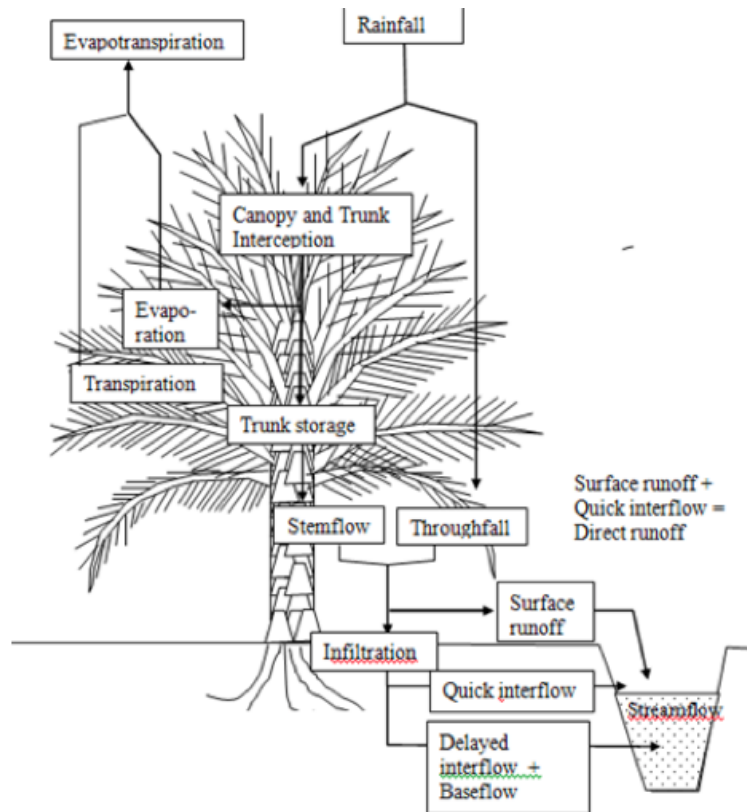 Evapotranspiration
Rainfall
Canopy and Trunk
Interception
Evapo-
ration
Transpiration
Trunk storage
Stemflow
Throughfall
Surface runoff +
Quick interflow =
Direct runoff
Surface
runoff
Infiltration
Quick interflow
Streamflow
Delayed
interflow +
Baseflow